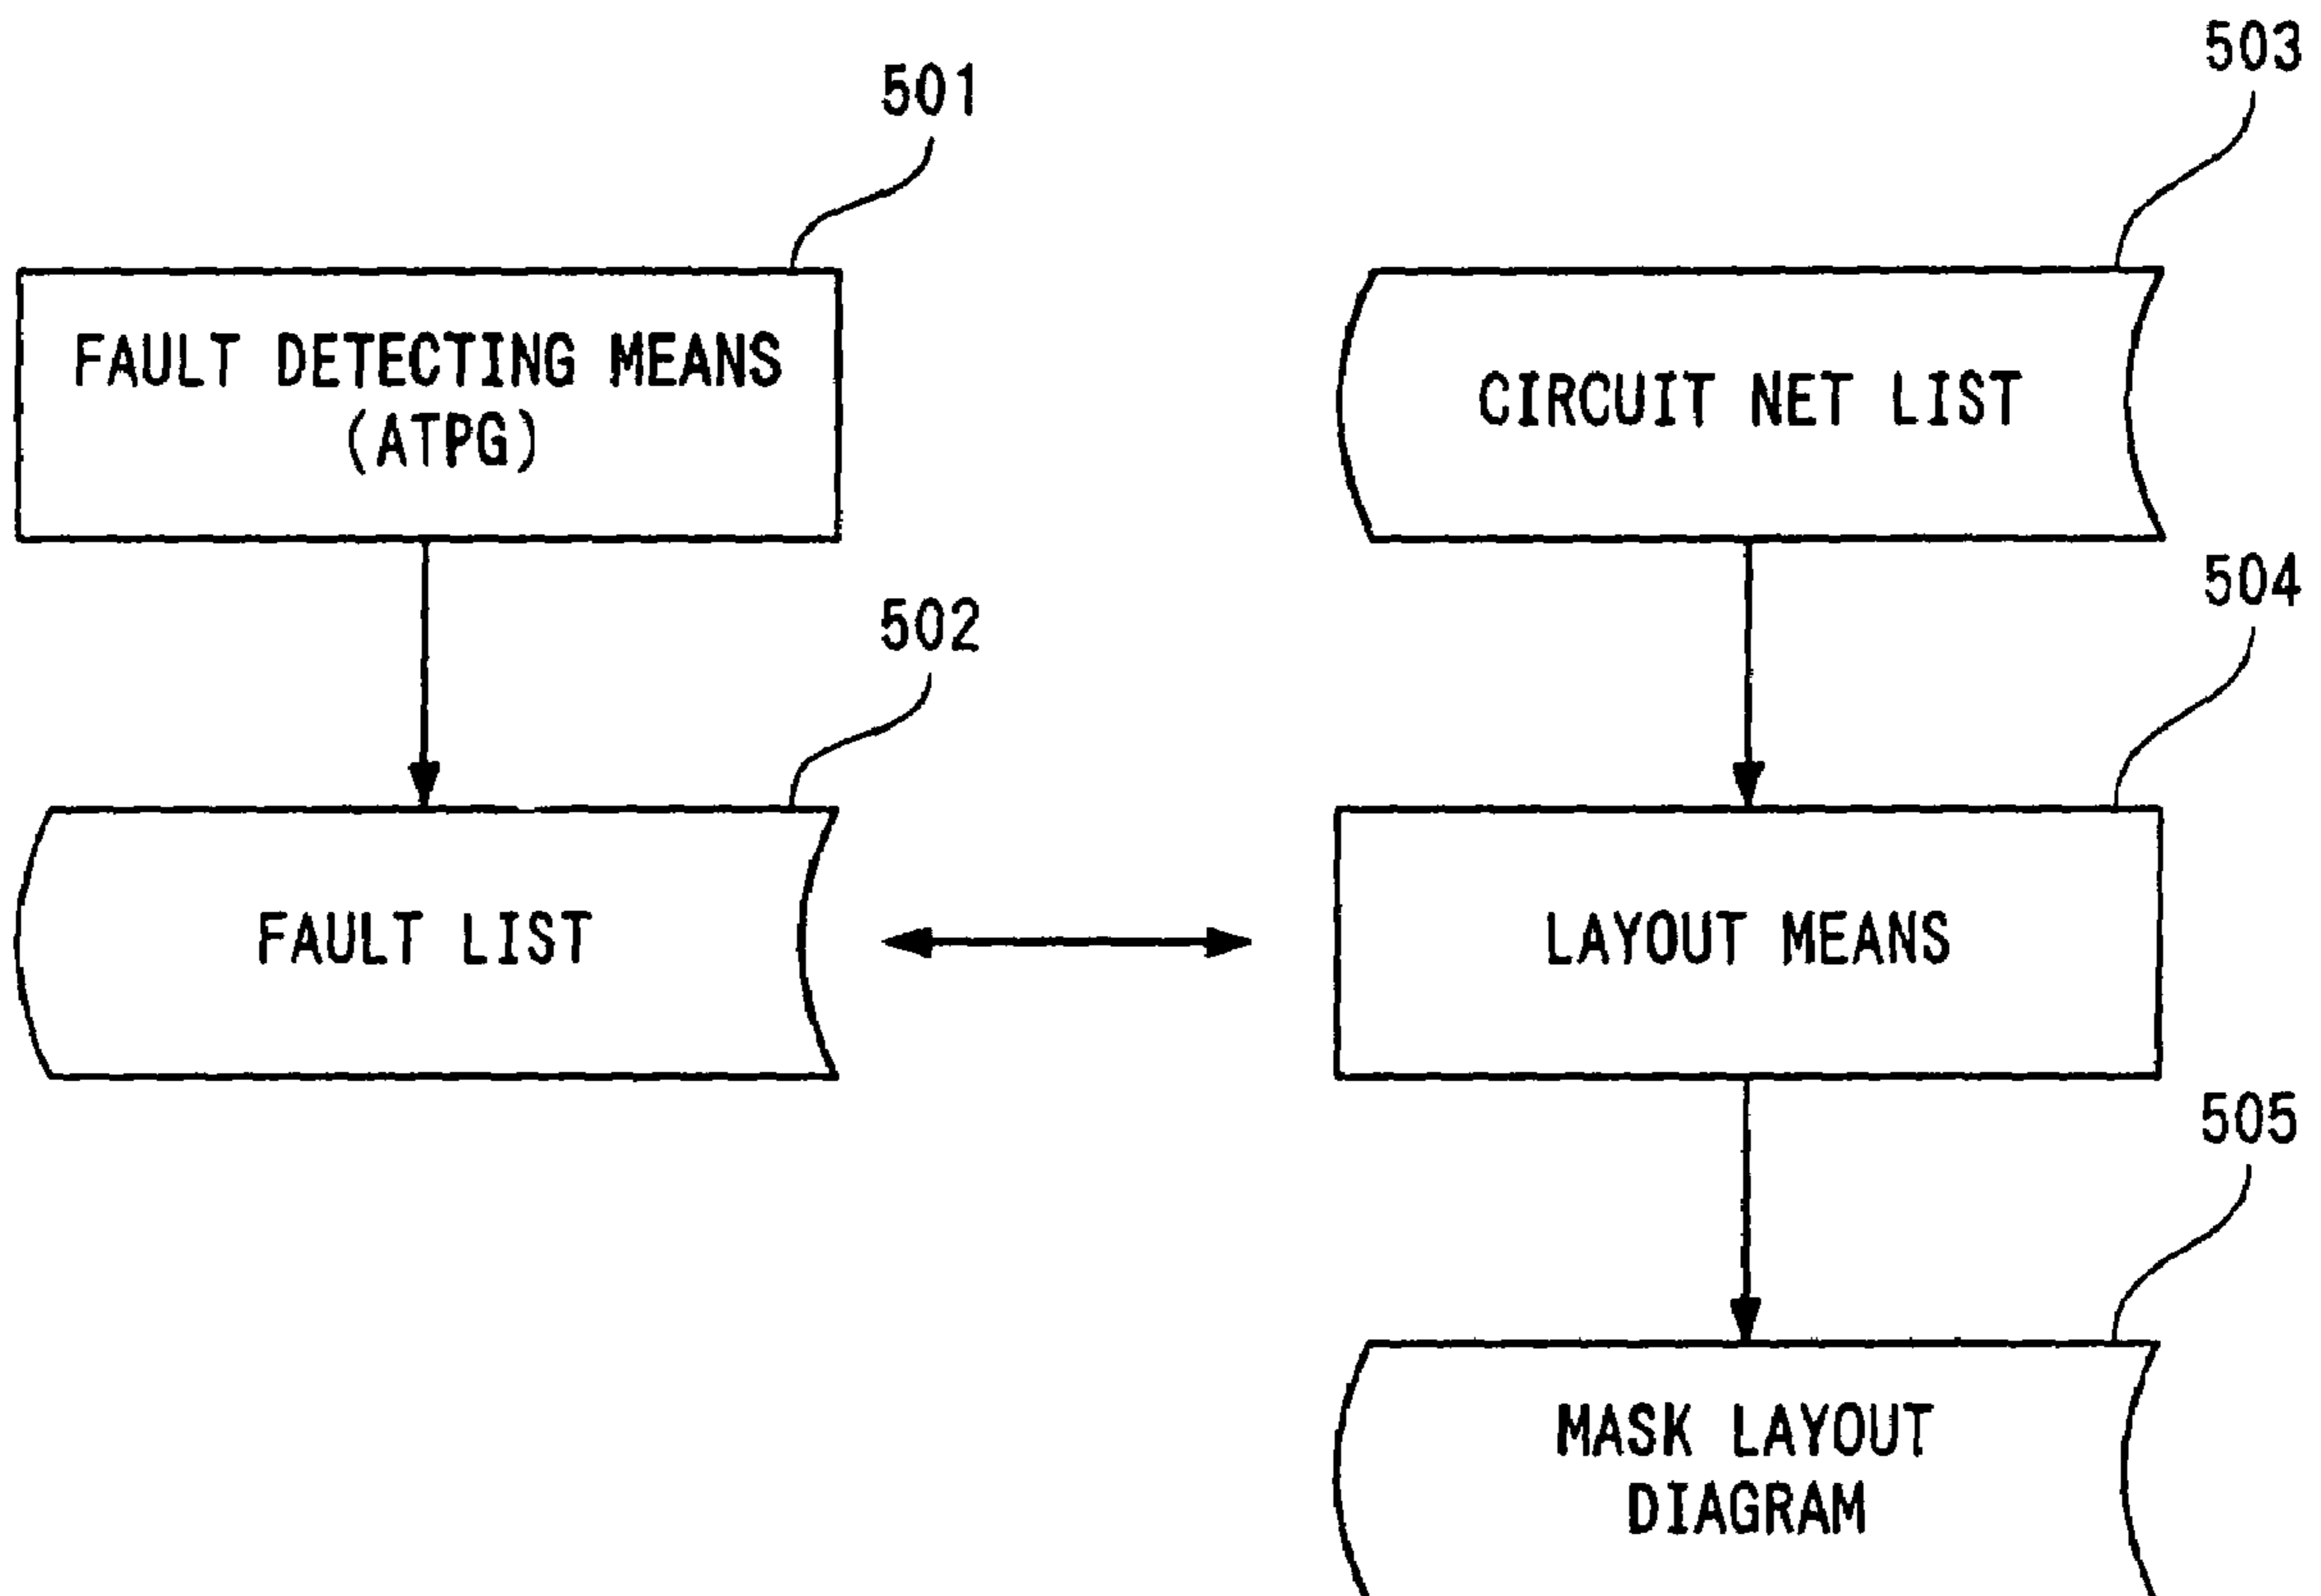 501
FAULT DETECTING MEANS
(ATPG)
502
FAULT LIST
503
CIRCUIT NET LIST
504
LAYOUT MEANS
505
MASK LAYOUT
DIAGRAM